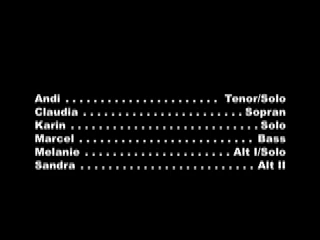 Andi . . . . . . . . . . . . . . . . . . . . . . Tenor/Solo
Claudia . . . . . . . . . . . . . . . . . . . . . . . Sopran
Karin . . . . . . . . . . . . . . . . . . . . . . . . . . . Solo
Marcel . . . . . . . . . . . . . . . . . . . . . . . . . Bass
Melanie . . . . . . . . . . . . . . . . . . . . . Alt I/Solo
Sandra . . . . . . . . . . . . . . . . . . . . . . . . . Alt II